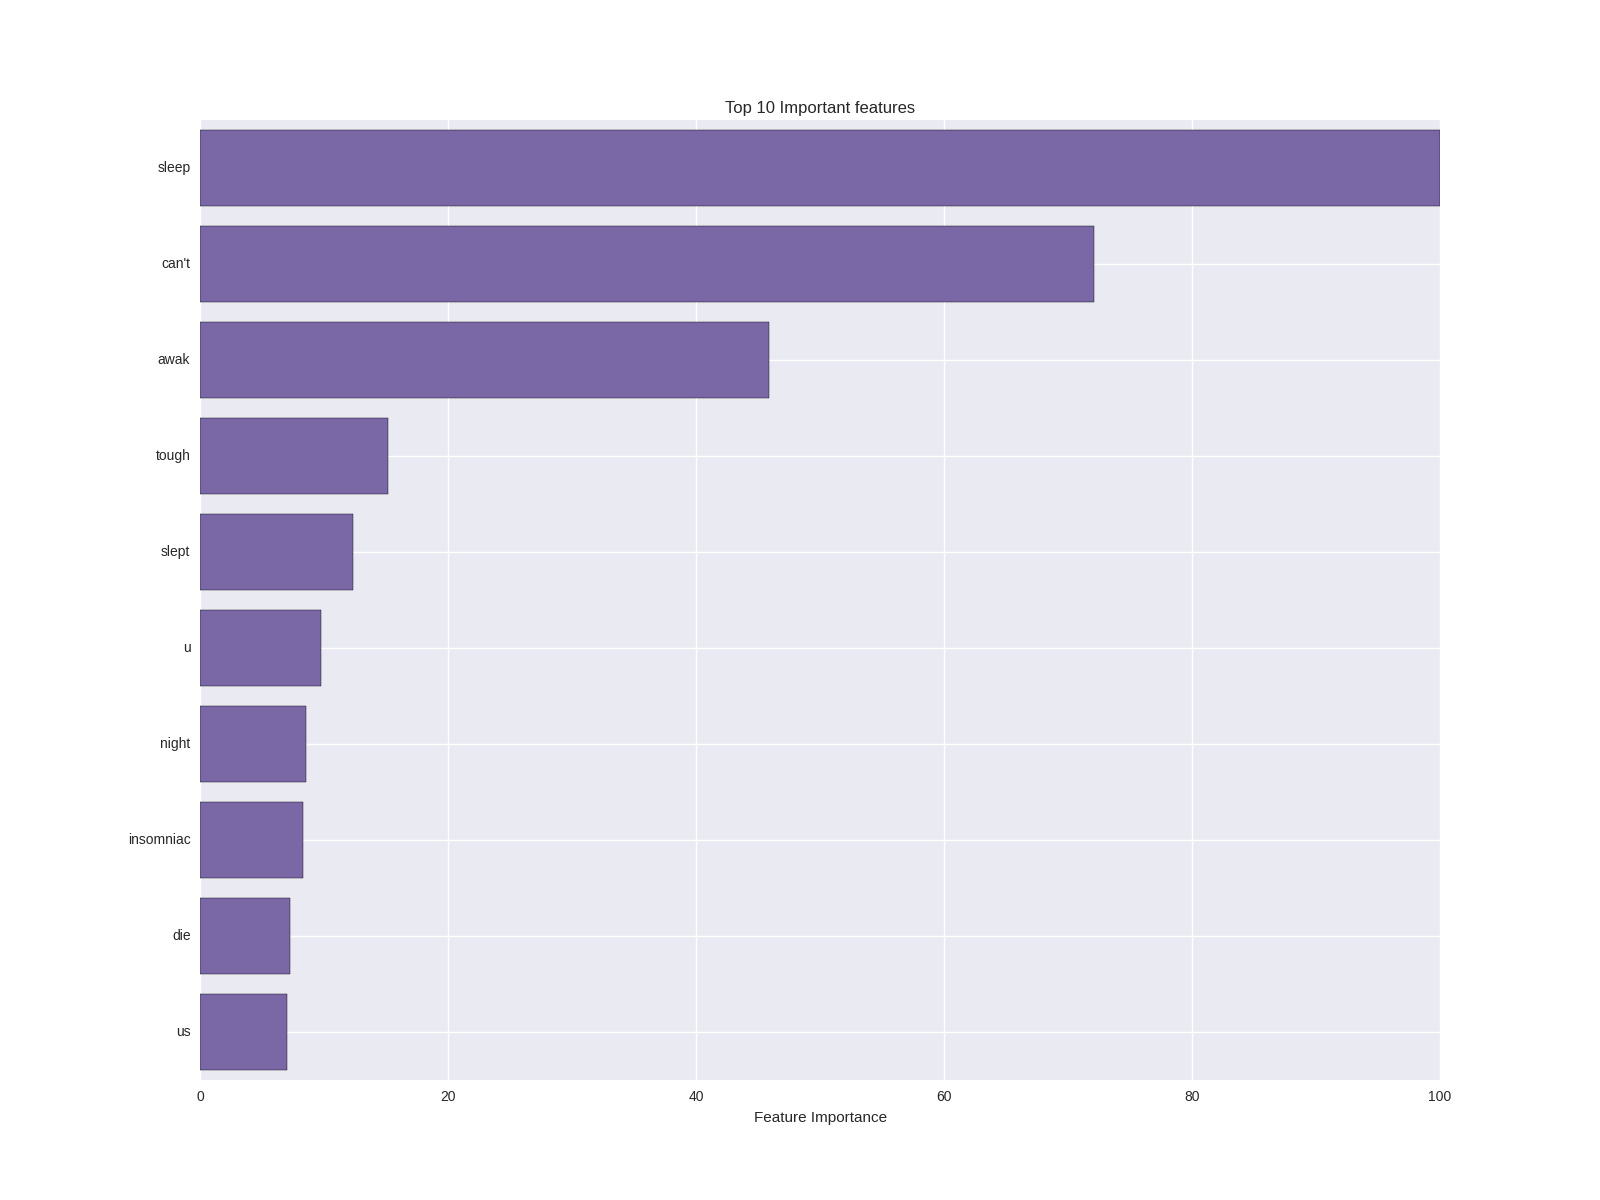 Top 10 Important features
sleep
can't
awak
tough
slept
u
night
insomniac
die
us
0 20 40 60 80 100
Feature Importance